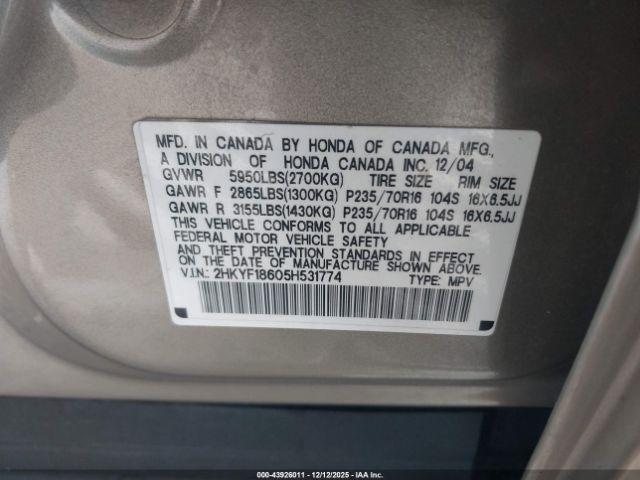 MFD. IN CANADA BY HONDA OF CANADA MFG.,
A DIVISION OF HONDA CANADA INC. 12/04
GVWR 5950LBS(2700KG) TIRE SIZE RIM SIZE
GAWR F 2865LBS(1300KG) P235/70R16 104S 16X6.5JJ
GAWR R 3155LBS(1430KG) P235/70R16 104S 16X6.5JJ
THIS VEHICLE CONFORMS TO ALL APPLICABLE
FEDERAL MOTOR VEHICLE SAFETY
AND THEFT PREVENTION STANDARDS IN EFFECT
ON THE DATE OF MANUFACTURE SHOWN ABOVE.
V.I.N.: 2HKYF18605H531774 TYPE: MPV
000-43926011 - 12/12/2025 - IAAI.com